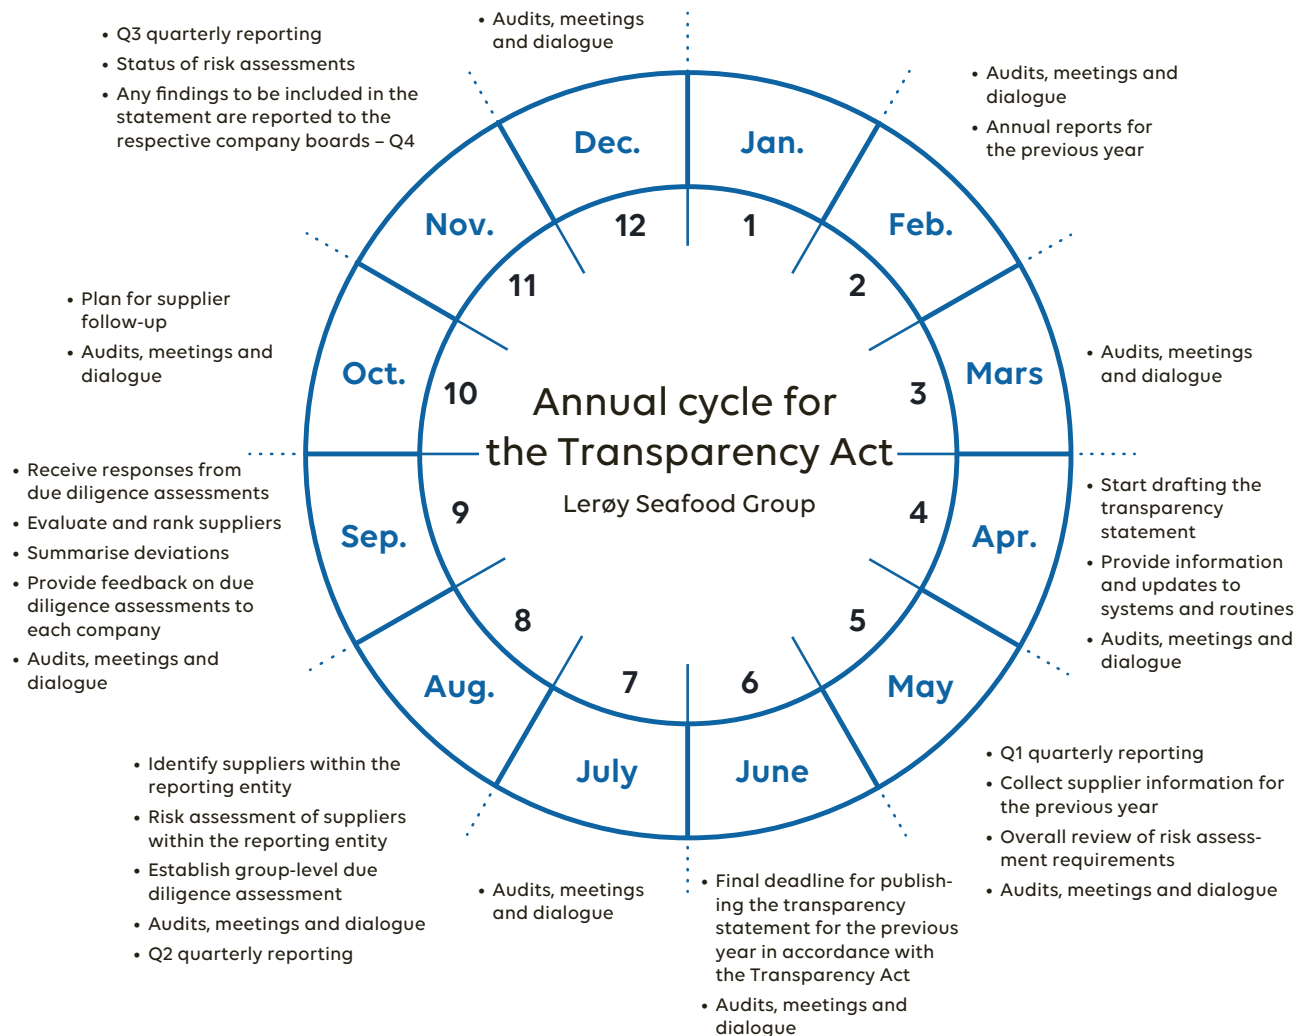 Annual cycle for
the Transparency Act
Lerøy Seafood Group
Jan.
1
Feb.
2
• Audits, meetings and
dialogue
• Annual reports for
the previous year
Mars
3
• Audits, meetings
and dialogue
Apr.
4
• Start drafting the
transparency
statement
• Provide information
and updates to
systems and routines
• Audits, meetings and
dialogue
May
5
• Q1 quarterly reporting
• Collect supplier information for
the previous year
• Overall review of risk assess-
ment requirements
• Audits, meetings and dialogue
June
6
• Final deadline for publish-
ing the transparency
statement for the previous
year in accordance with
the Transparency Act
• Audits, meetings and
dialogue
July
7
• Audits, meetings
and dialogue
Aug.
8
• Identify suppliers within the
reporting entity
• Risk assessment of suppliers
within the reporting entity
• Establish group-level due
diligence assessment
• Audits, meetings and dialogue
• Q2 quarterly reporting
Sep.
9
• Receive responses from
due diligence assessments
• Evaluate and rank suppliers
• Summarise deviations
• Provide feedback on due
diligence assessments to
each company
• Audits, meetings and
dialogue
Oct.
10
• Plan for supplier
follow-up
• Audits, meetings and
dialogue
Nov.
11
• Q3 quarterly reporting
• Status of risk assessments
• Any findings to be included in the
statement are reported to the
respective company boards – Q4
Dec.
12
• Audits, meetings
and dialogue